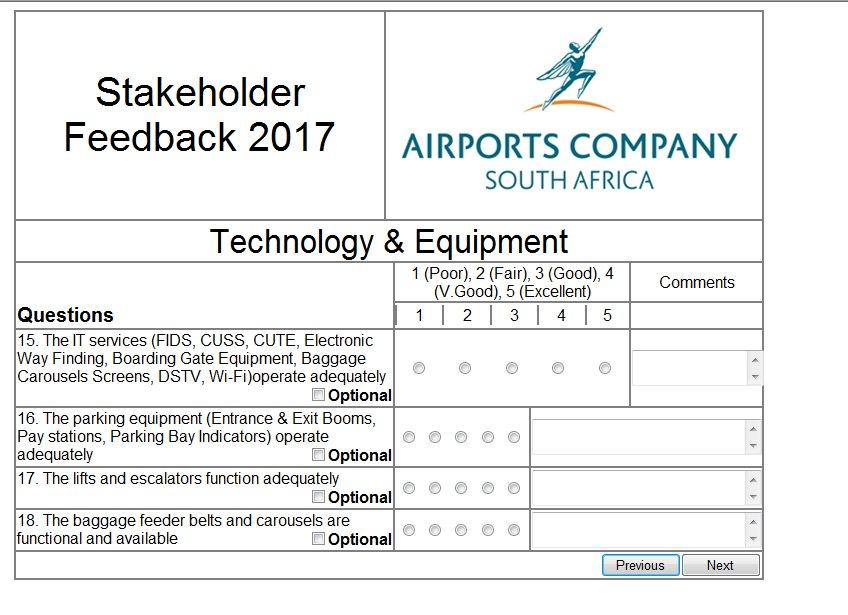 Stakeholder
Feedback 2017
AIRPORTS COMPANY
SOUTH AFRICA
Technology & Equipment
Questions
1 (Poor), 2 (Fair), 3 (Good), 4
(V.Good), 5 (Excellent)
Comments
1 2 3 4 5
15. The IT services (FIDS, CUSS, CUTE, Electronic
Way Finding, Boarding Gate Equipment, Baggage
Carousels Screens, DSTV, Wi-Fi)operate adequately
Optional
16. The parking equipment (Entrance & Exit Booms,
Pay stations, Parking Bay Indicators) operate
adequately
Optional
17. The lifts and escalators function adequately
Optional
18. The baggage feeder belts and carousels are
functional and available
Optional
Previous
Next